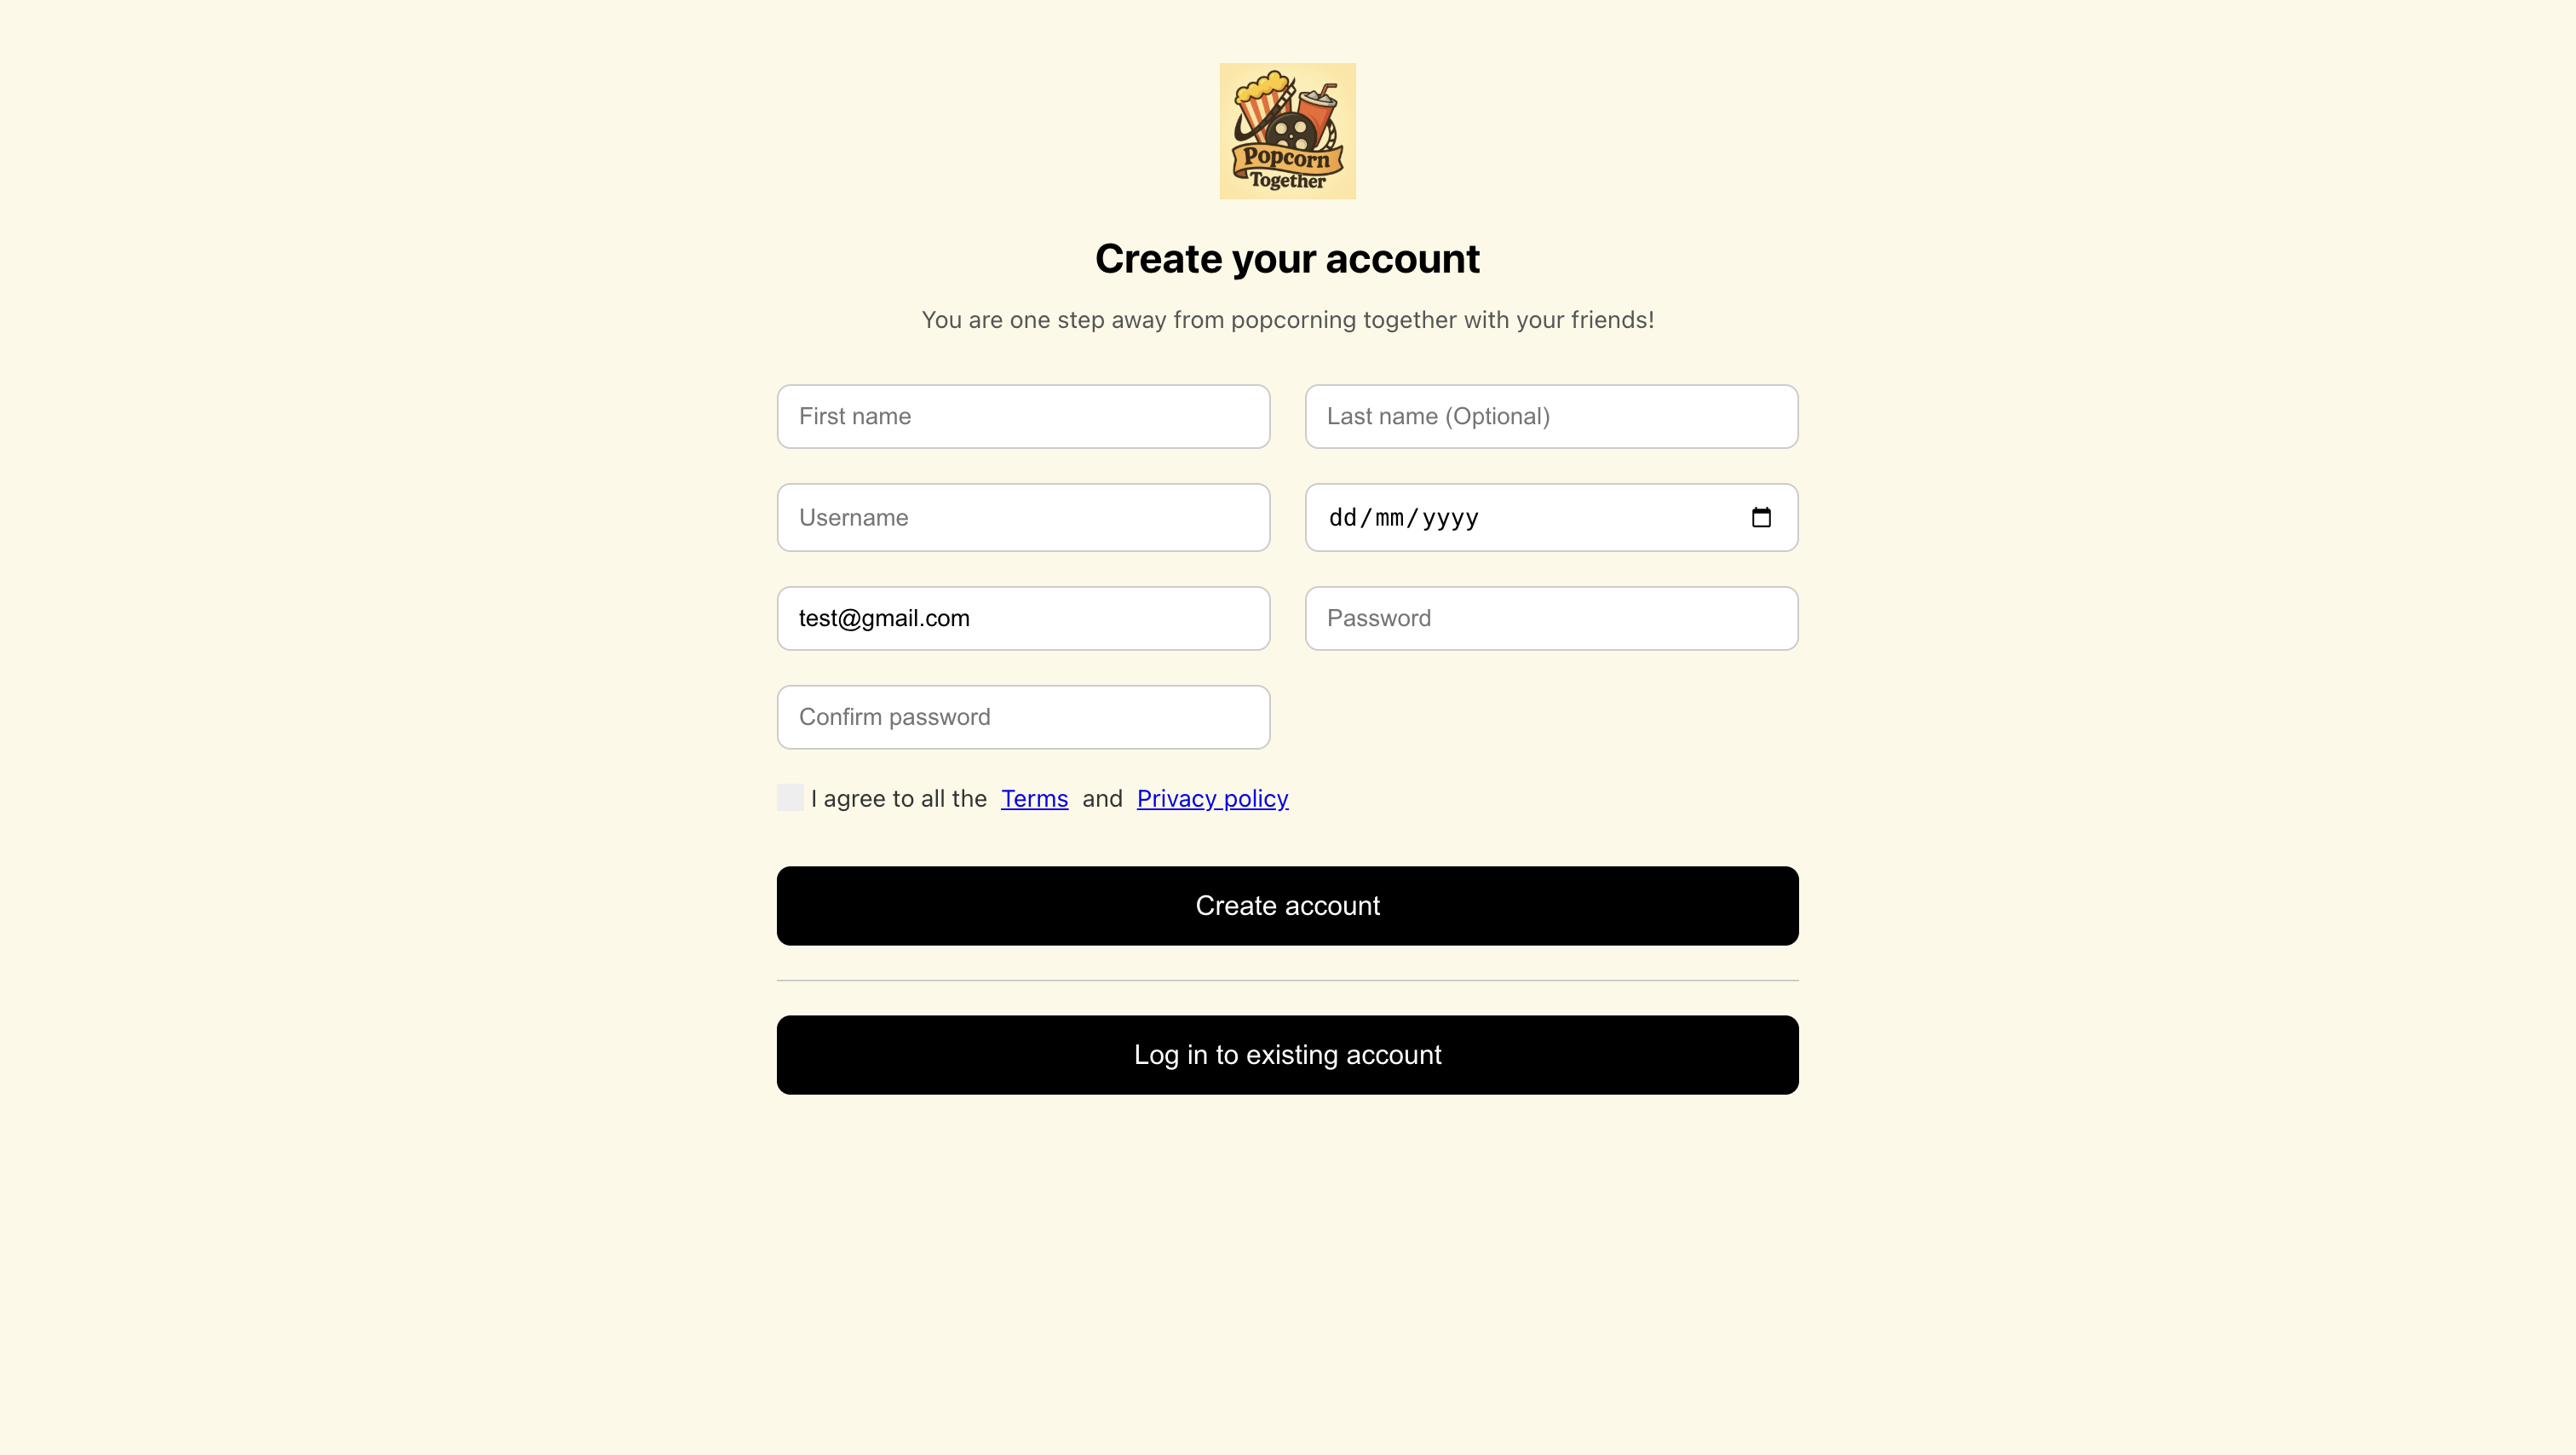 Popcorn
Together
Create your account
You are one step away from popcorning together with your friends!
First name
Last name (Optional)
Username
dd/mm/yyyy
test@gmail.com
Password
Confirm password
I agree to all the Terms and Privacy policy
Create account
Log in to existing account